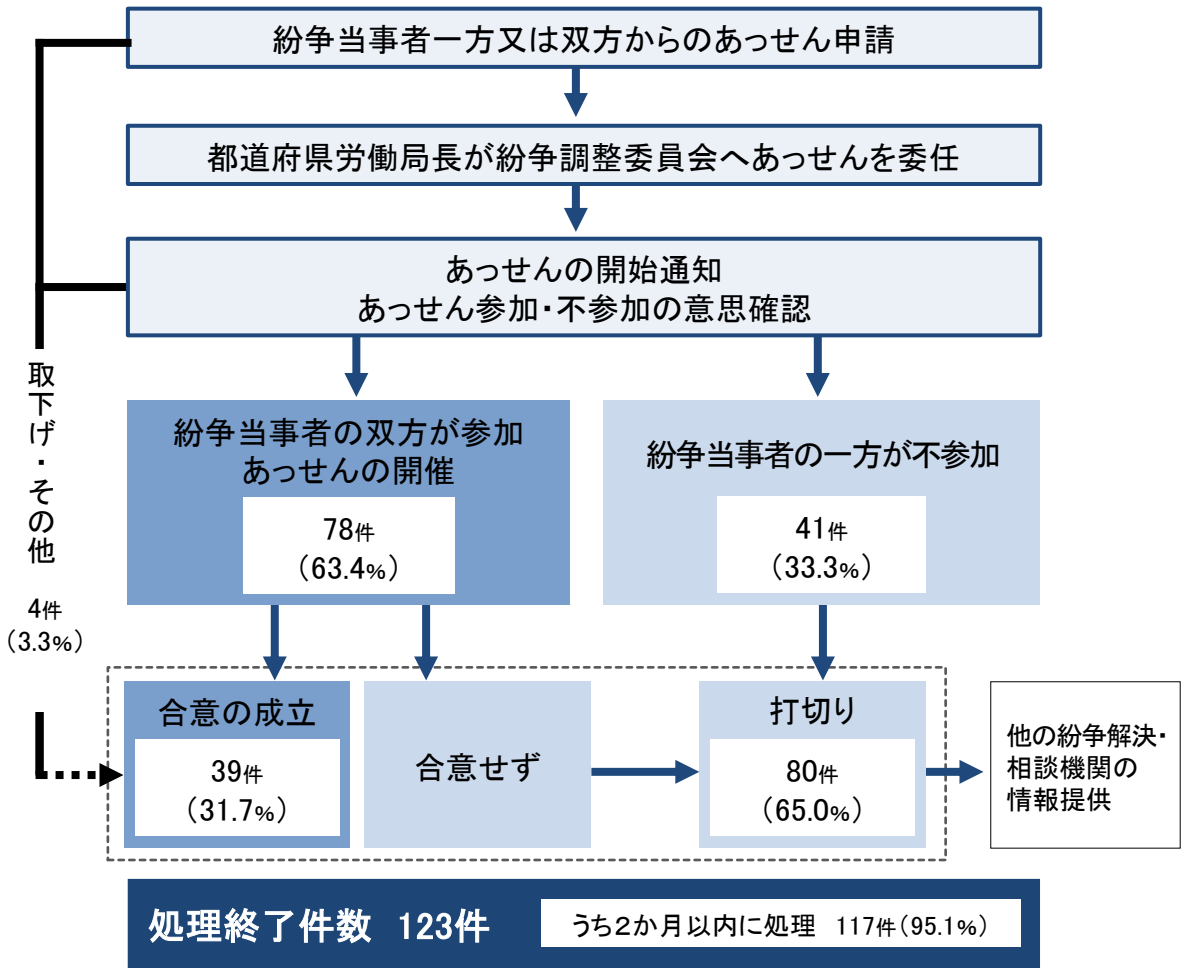 紛争当事者一方又は双方からのあっせん申請
都道府県労働局長が紛争調整委員会へあっせんを委任
あっせんの開始通知
あっせん参加・不参加の意思確認
取下げ・その他
4件
（3.3%）
紛争当事者の双方が参加
あっせんの開催
78件
（63.4%）
紛争当事者の一方が不参加
41件
（33.3%）
合意の成立
39件
（31.7%）
合意せず
打切り
80件
（65.0%）
他の紛争解決・
相談機関の
情報提供
処理終了件数 123件
うち２か月以内に処理 117件（95.1%）